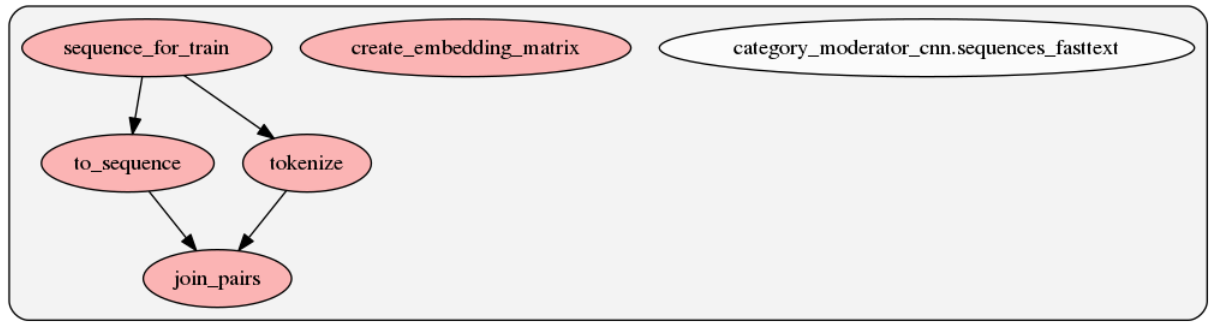 sequence_for_train
create_embedding_matrix
category_moderator_cnn.sequences_fasttext
to_sequence
tokenize
join_pairs